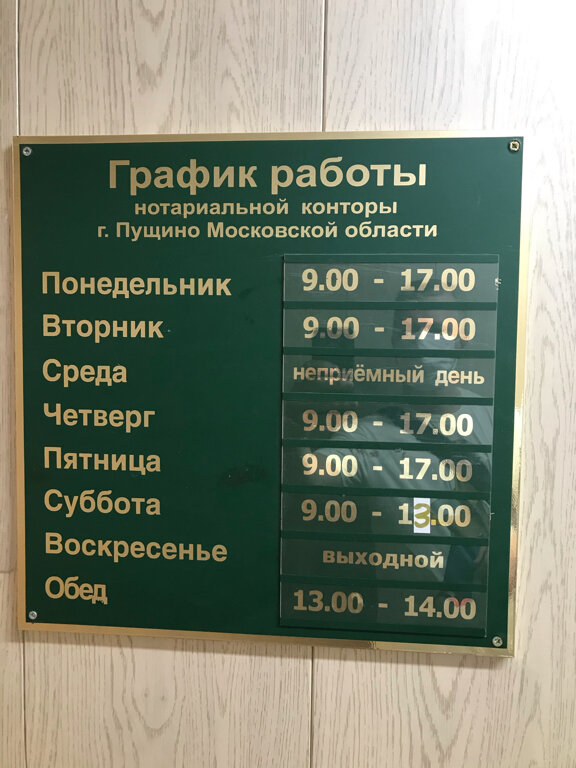 График работы
нотариальной конторы
г. Пущино Московской области
Понедельник 9.00 - 17.00
Вторник 9.00 - 17.00
Среда неприёмный день
Четверг 9.00 - 17.00
Пятница 9.00 - 17.00
Суббота 9.00 - 13.00
Воскресенье выходной
Обед 13.00 - 14.00